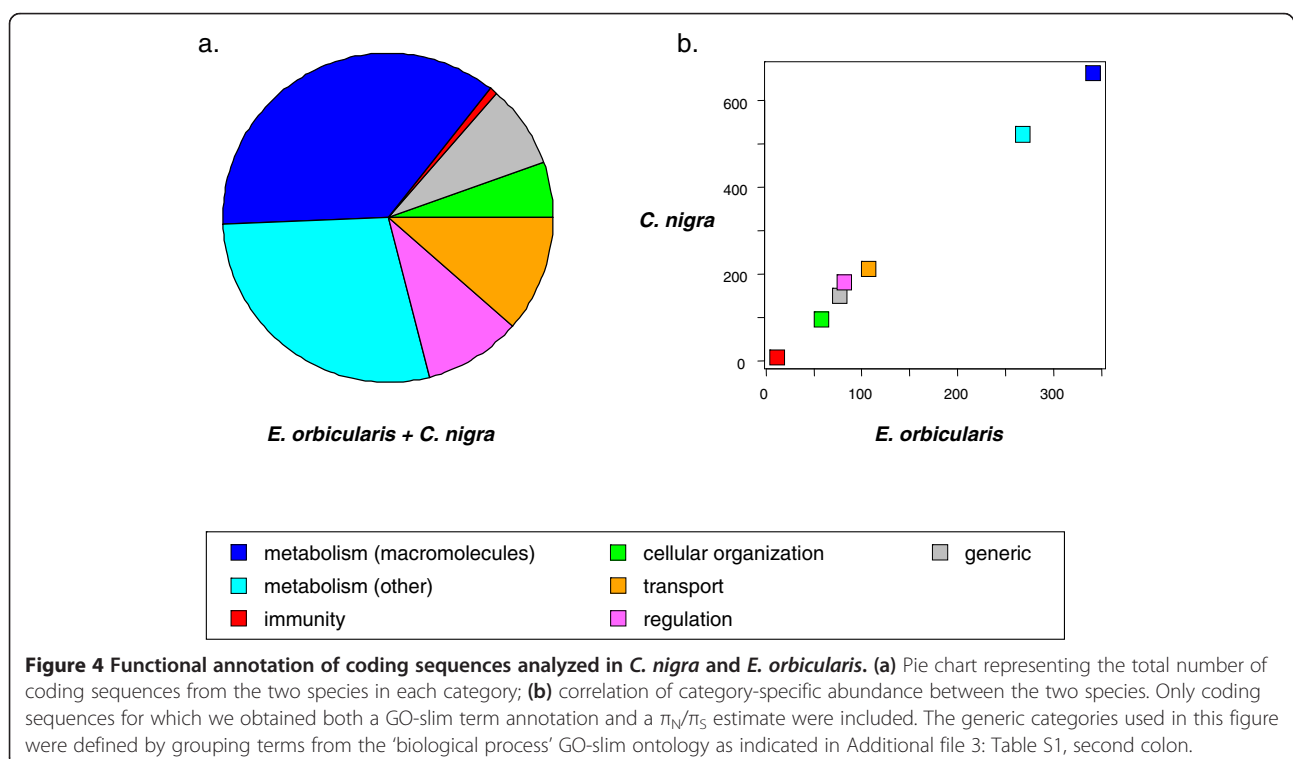 a.
b.
600
400
200
0
C. nigra
0 100 200 300
E. orbicularis + C. nigra
E. orbicularis
metabolism (macromolecules)
cellular organization
generic
metabolism (other)
transport
immunity
regulation
Figure 4 Functional annotation of coding sequences analyzed in C. nigra and E. orbicularis. (a) Pie chart representing the total number of
coding sequences from the two species in each category; (b) correlation of category-specific abundance between the two species. Only coding
sequences for which we obtained both a GO-slim term annotation and a πN/πS estimate were included. The generic categories used in this figure
were defined by grouping terms from the ‘biological process’ GO-slim ontology as indicated in Additional file 3: Table S1, second colon.